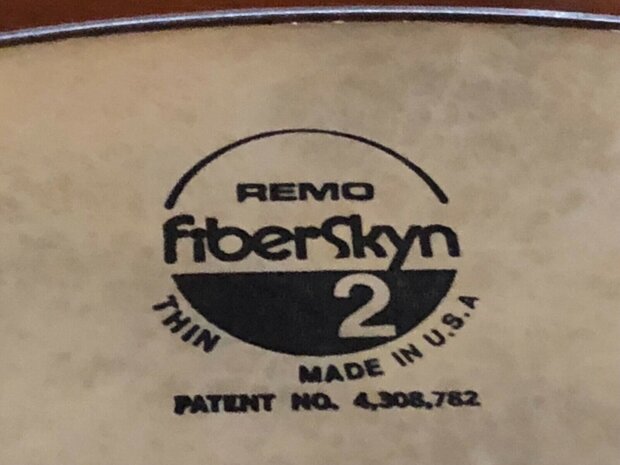 REMO
FiberSkyn
2
THIN
MADE IN U.S.A
PATENT NO. 4,308,782